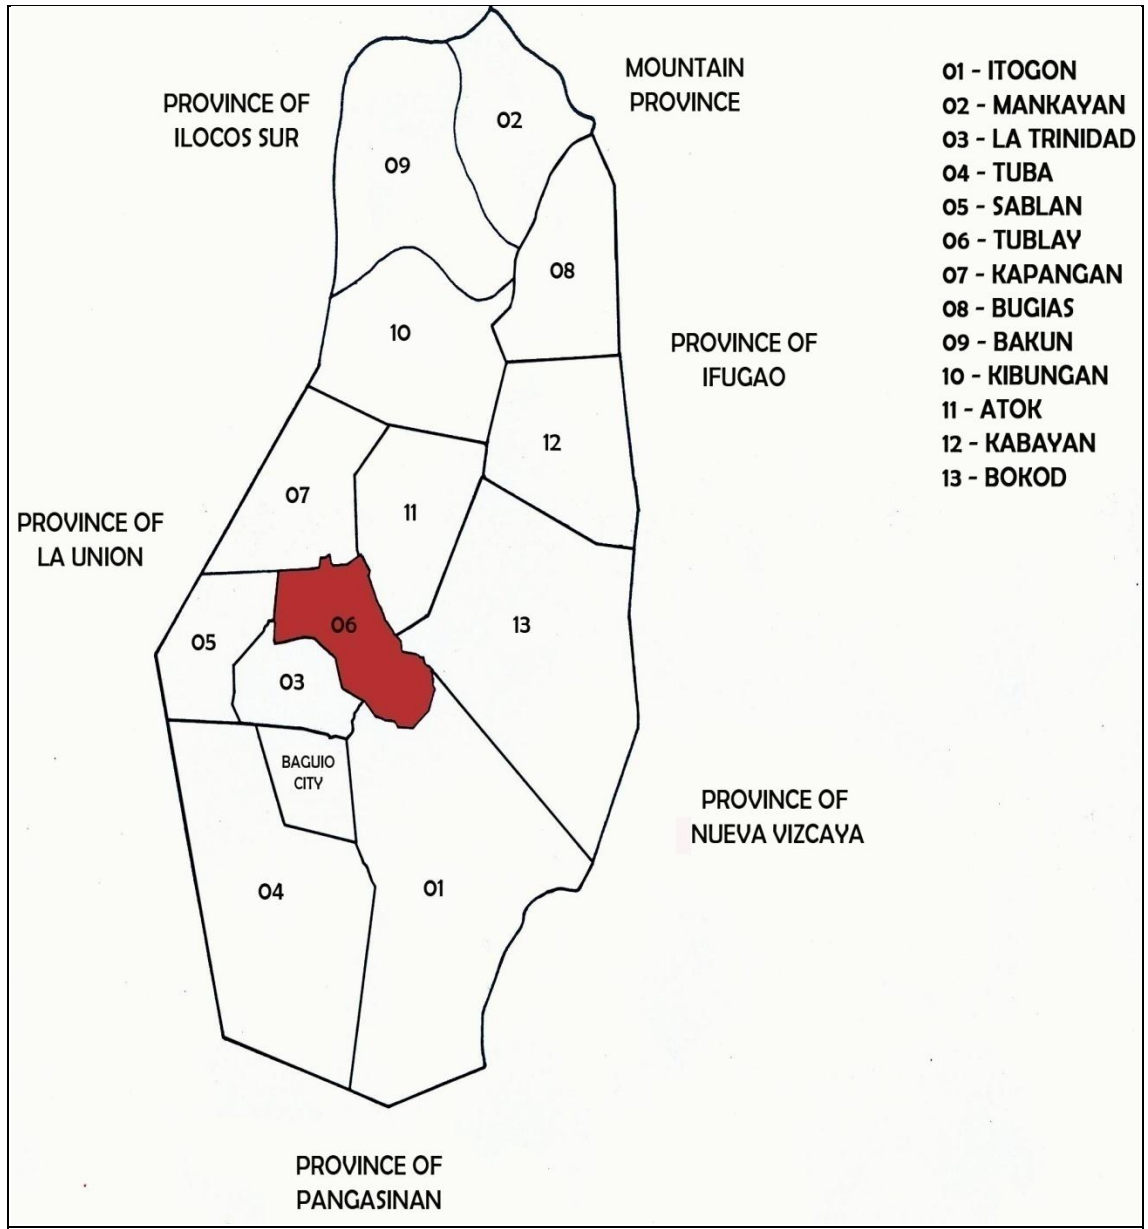 PROVINCE OF
ILOCOS SUR
MOUNTAIN
PROVINCE
01 - ITOGON
02 - MANKAYAN
03 - LA TRINIDAD
04 - TUBA
05 - SABLAN
06 - TUBLAY
07 - KAPANGAN
08 - BUGIAS
09 - BAKUN
10 - KIBUNGAN
11 - ATOK
12 - KABAYAN
13 - BOKOD
02
09
08
10
PROVINCE OF
IFUGAO
12
07
11
PROVINCE OF
LA UNION
06
13
05
03
BAGUIO
CITY
PROVINCE OF
NUEVA VIZCAYA
04
01
PROVINCE OF
PANGASINAN